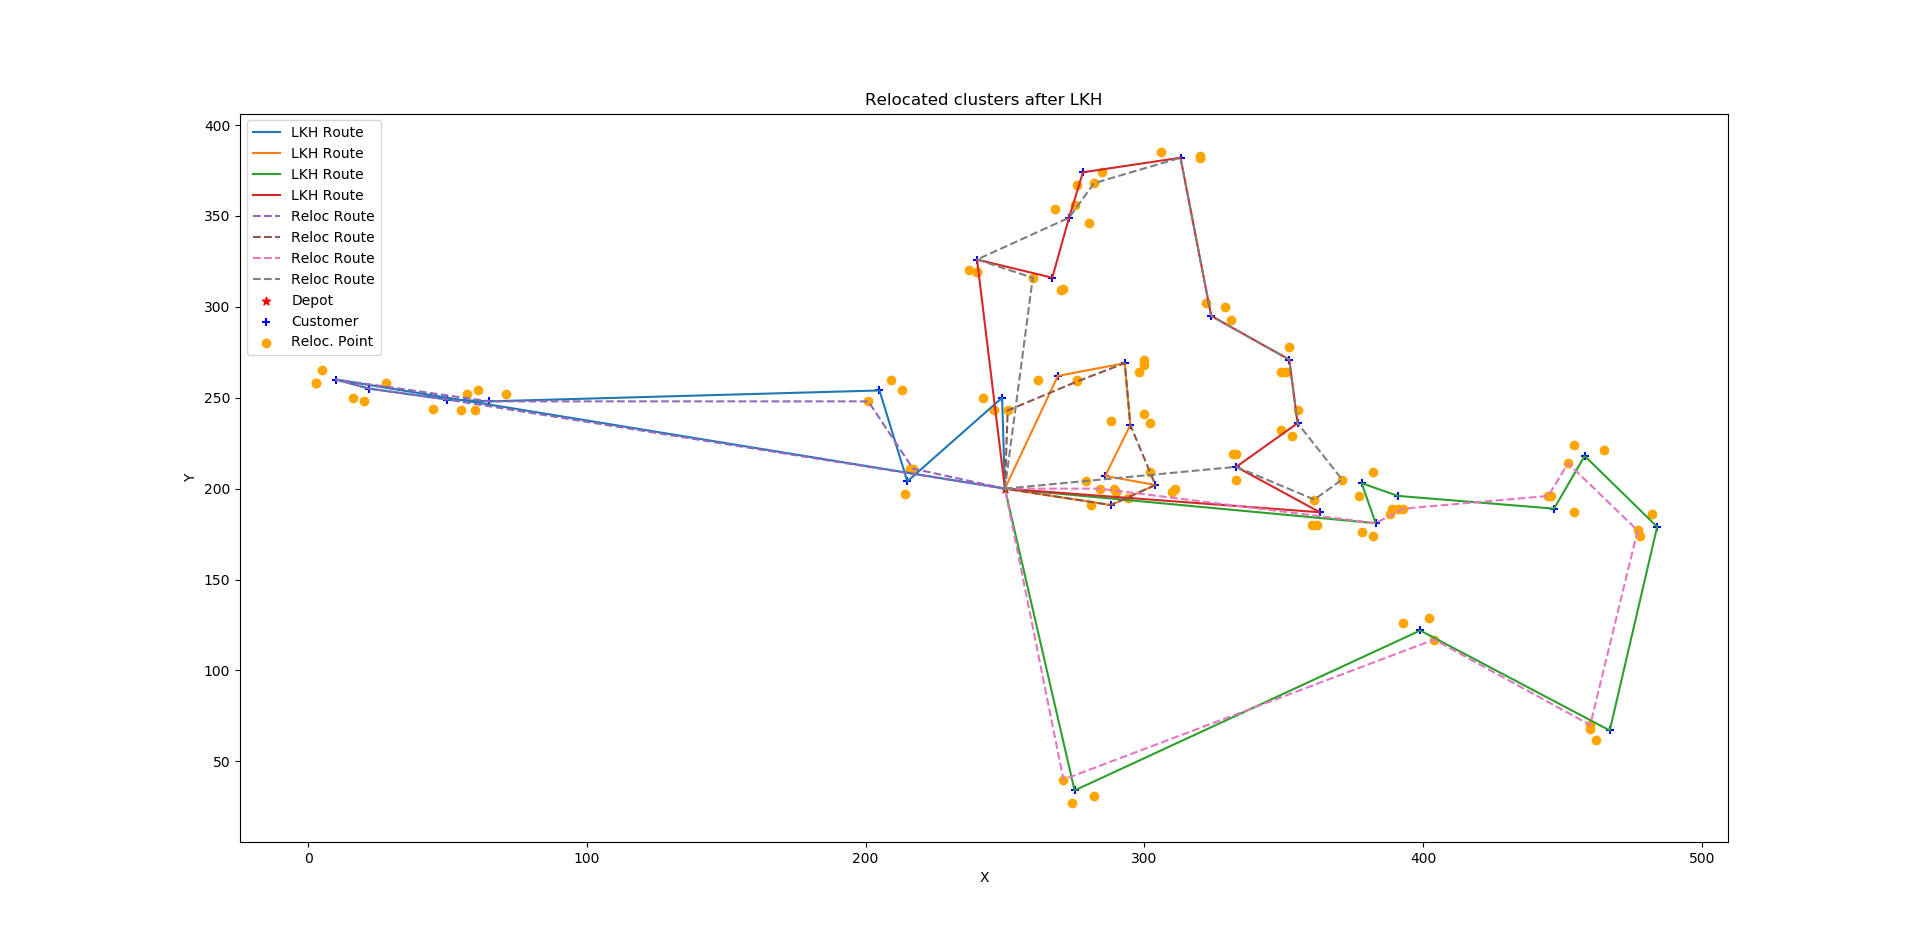 Relocated clusters after LKH
400
350
300
250
200
150
100
50
Y
LKH Route
LKH Route
LKH Route
LKH Route
Reloc Route
Reloc Route
Reloc Route
Reloc Route
Depot
Customer
Reloc. Point
0 100 200 300 400 500
X